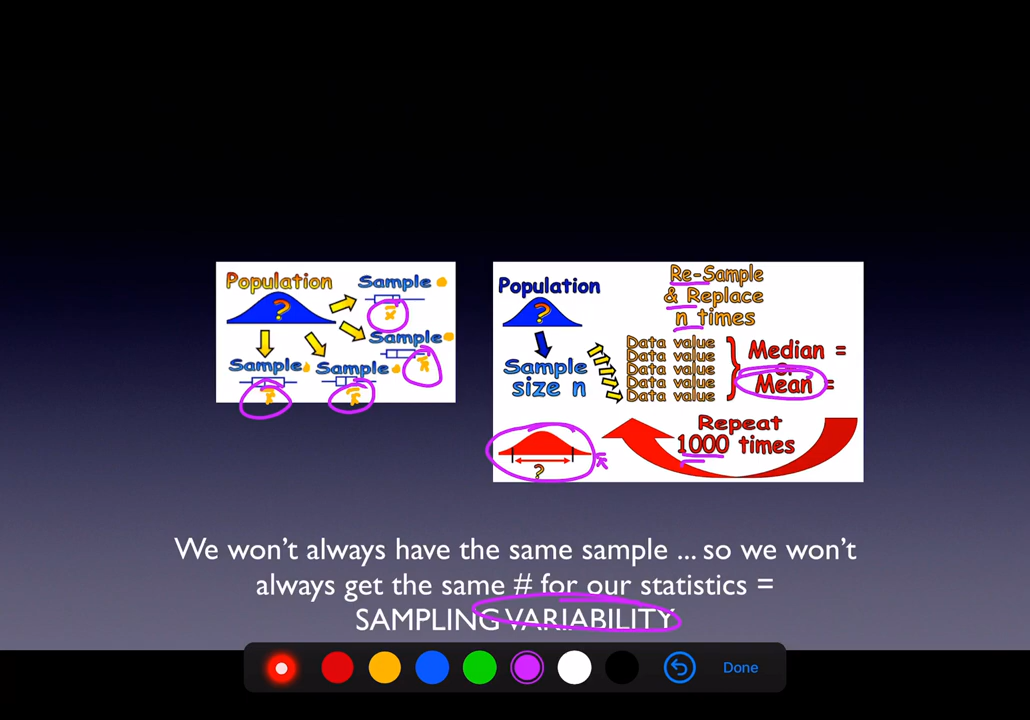 Population
?
Sample
x̄
Sample
x̄
Sample
x̄
Sample
x̄
Population
?
Sample
size n
Re-Sample
& Replace
n times
Data value
Data value
Data value
Data value
Data value
Median =
or
Mean =
Repeat
1000 times
?
x̄
We won't always have the same sample ... so we won't
always get the same # for our statistics =
SAMPLING VARIABILITY
Done